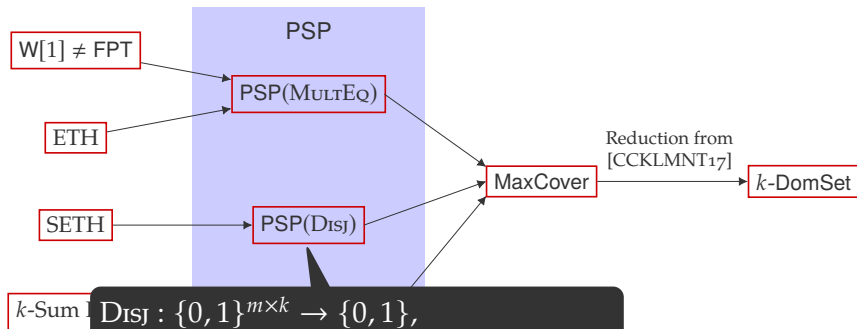 PSP
W[1] ≠ FPT
PSP(MultEq)
ETH
Reduction from
[CCKLMNT17]
MaxCover
k-DomSet
SETH
PSP(Disj)
k-Sum
Disj : {0, 1}^{m×k} → {0, 1},